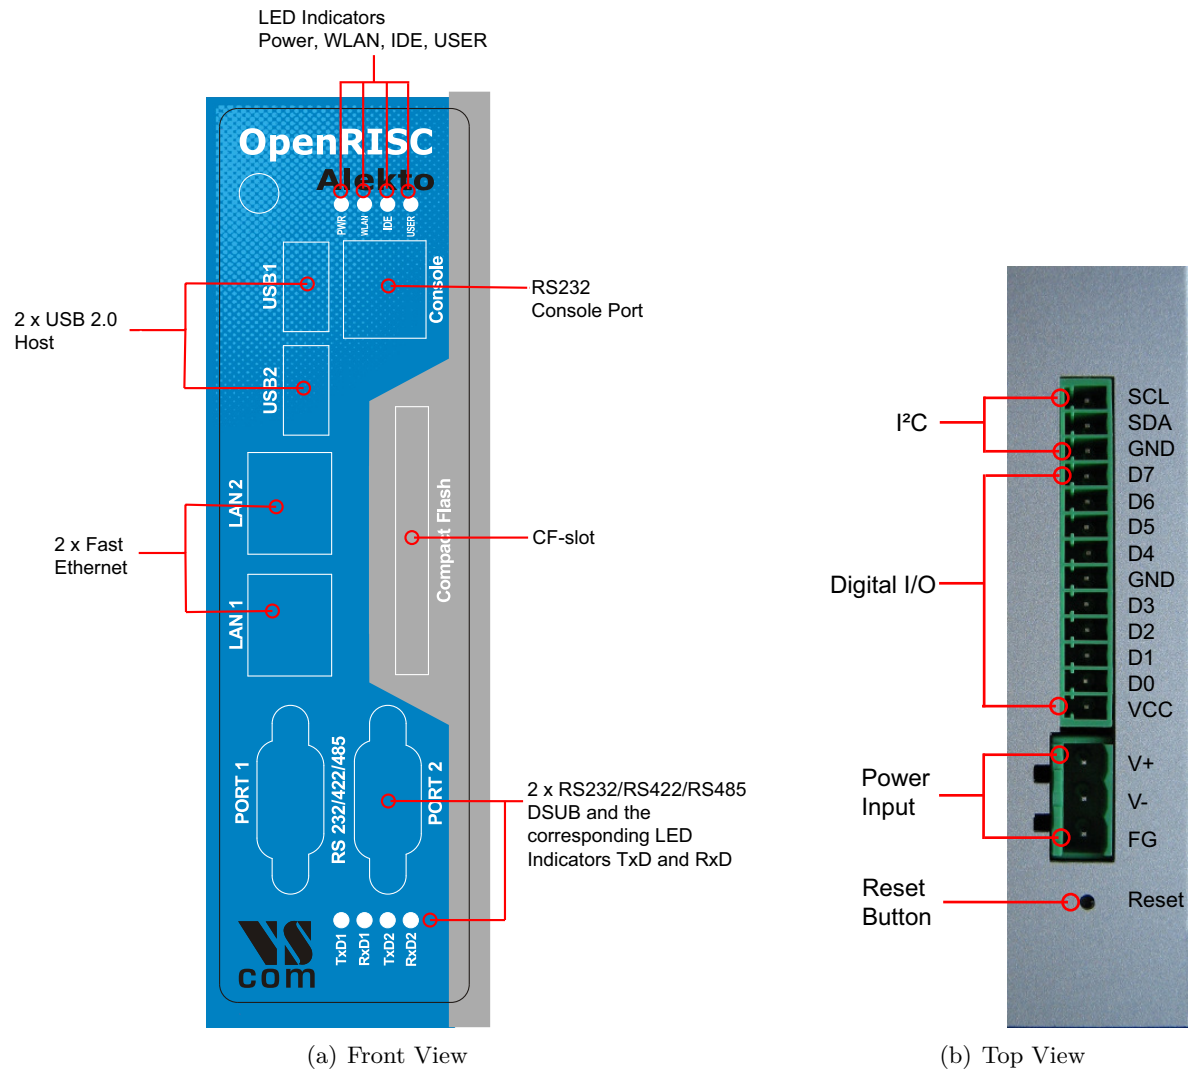 LED Indicators
Power, WLAN, IDE, USER
OpenRISC
Alekto
PWR
WLAN
IDE
USER
USB1
Console
RS232
Console Port
2 x USB 2.0
Host
USB2
LAN 2
Compact Flash
CF-slot
2 x Fast
Ethernet
LAN 1
PORT 1
RS 232/422/485
PORT 2
2 x RS232/RS422/RS485
DSUB and the
corresponding LED
Indicators TxD and RxD
TxD1
RxD1
TxD2
RxD2
VS
com
(a) Front View
I²C
SCL
SDA
GND
Digital I/O
D7
D6
D5
D4
GND
D3
D2
D1
D0
VCC
Power
Input
V+
V-
FG
Reset
Button
Reset
(b) Top View